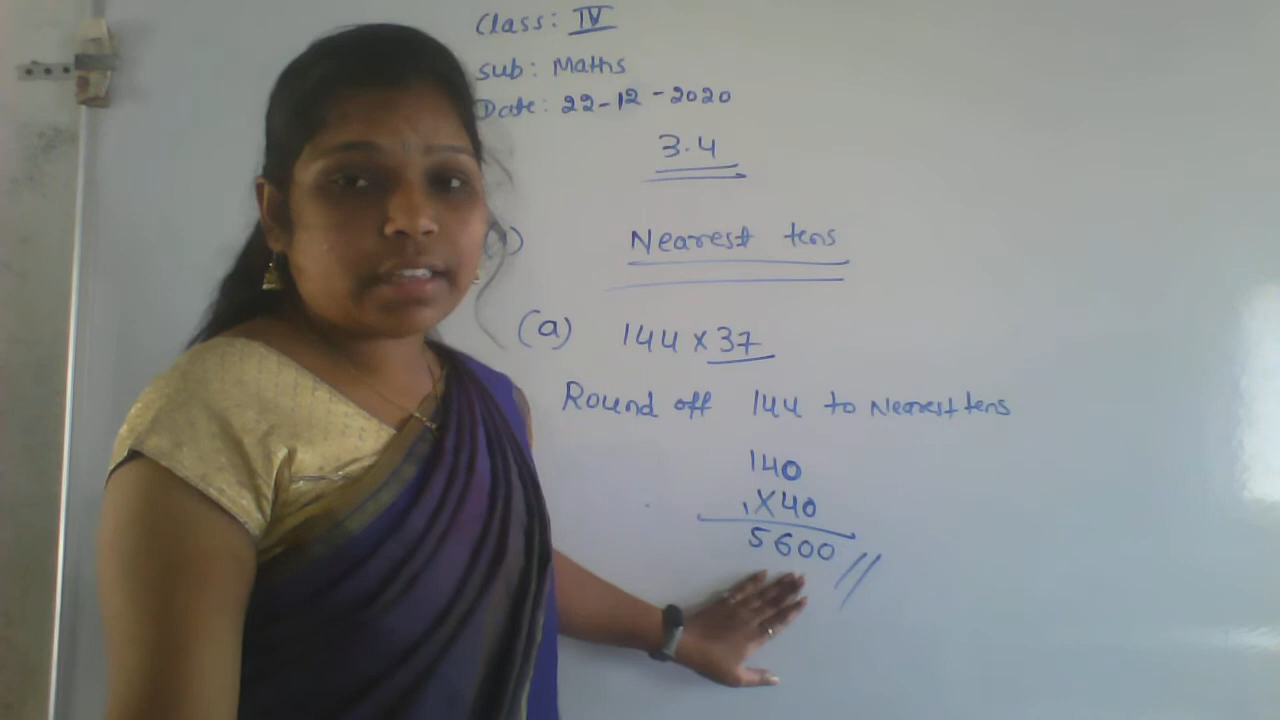 Class: IV
Sub: Maths
Date: 22-12-2020
3.4
Nearest tens
(a) 144 x 37
Round off 144 to Nearest tens
140
x 40
5600